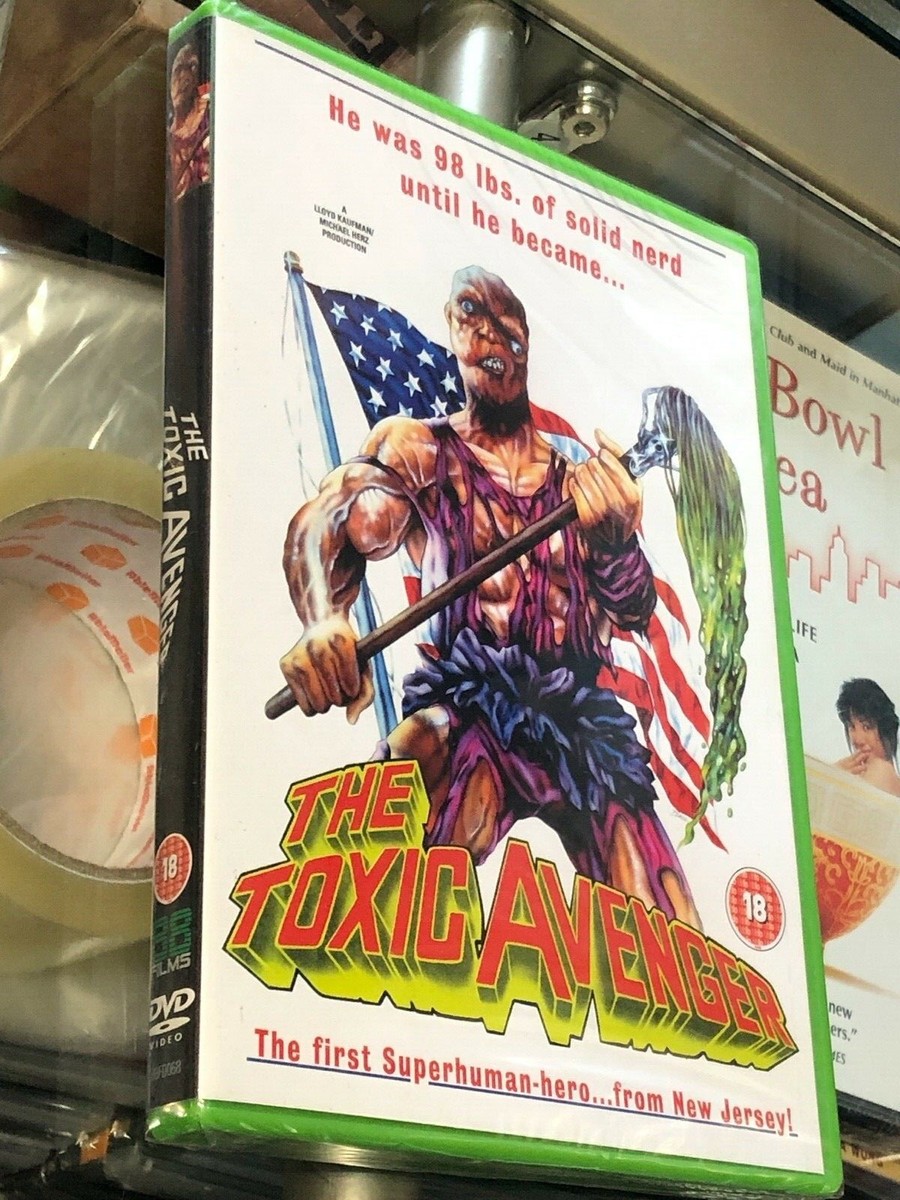 He was 98 lbs. of solid nerd
until he became...
A
LLOYD KAUFMAN/
MICHAEL HERZ
PRODUCTION
THE
TOXIC AVENGER
18
The first Superhuman-hero...from New Jersey!
THE
TOXIC AVENGER
18
88
FILMS
DVD
VIDEO
Club and Maid in Manha
Bowl
ea
LIFE
A
new
ers."
MES